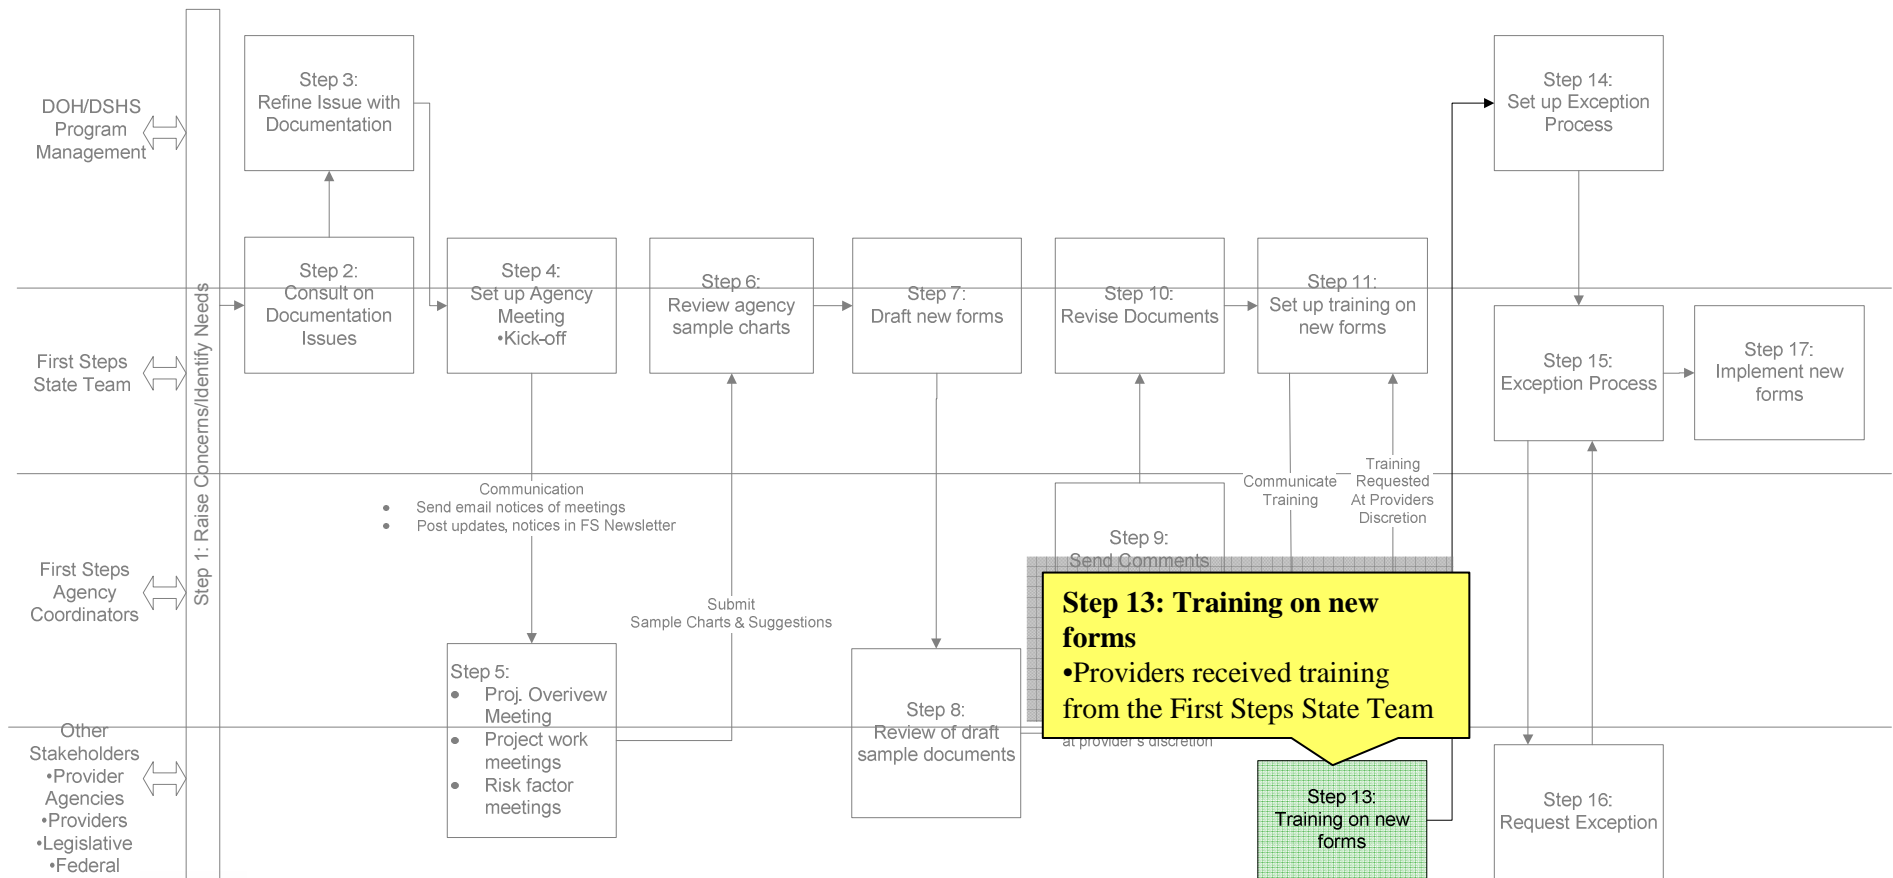 DOH/DSHS
Program
Management
First Steps
State Team
First Steps
Agency
Coordinators
Other
Stakeholders
•Provider
Agencies
•Providers
•Legislative
•Federal
Step 1: Raise Concerns/Identify Needs
Step 3:
Refine Issue with
Documentation
Step 2:
Consult on
Documentation
Issues
Step 4:
Set up Agency
Meeting
•Kick-off
Communication
● Send email notices of meetings
● Post updates, notices in FS Newsletter
Step 5:
● Proj. Overivew
Meeting
● Project work
meetings
● Risk factor
meetings
Step 6:
Review agency
sample charts
Submit
Sample Charts & Suggestions
Step 7:
Draft new forms
Step 8:
Review of draft
sample documents
Step 10:
Revise Documents
Step 9:
Send Comments
at provider's discretion
Step 11:
Set up training on
new forms
Communicate
Training
Training
Requested
At Providers
Discretion
Step 13: Training on new
forms
•Providers received training
from the First Steps State Team
Step 13:
Training on new
forms
Step 14:
Set up Exception
Process
Step 15:
Exception Process
Step 17:
Implement new
forms
Step 16:
Request Exception